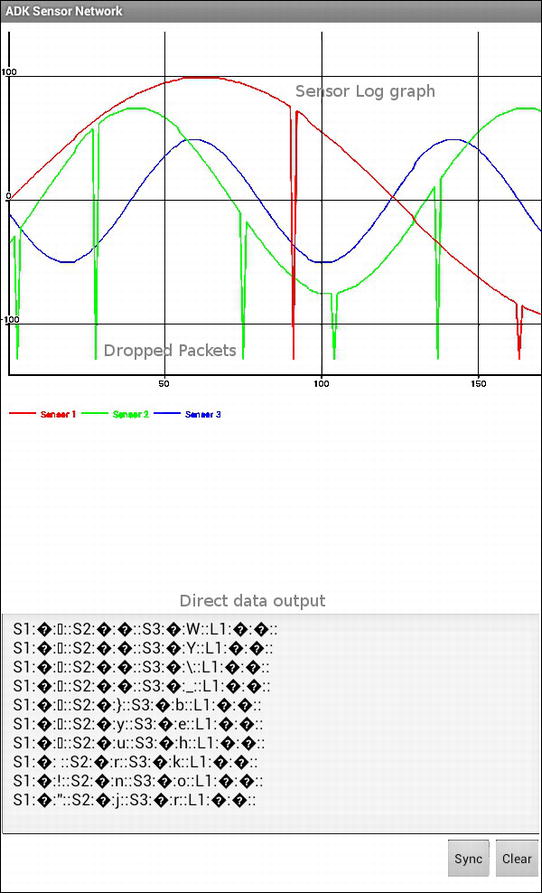 ADK Sensor Network
100
Sensor Log graph
0
-100
Dropped Packets
50 100 150
Sensor 1 Sensor 2 Sensor 3
Direct data output
S1:�:▯::S2:�:�::S3:�:W::L1:�:�::
S1:�:▯::S2:�:�::S3:�:Y::L1:�:�::
S1:�:▯::S2:�:�::S3:�:\::L1:�:�::
S1:�:▯::S2:�:�::S3:�:_::L1:�:�::
S1:�:▯::S2:�:}::S3:�:b::L1:�:�::
S1:�:▯::S2:�:y::S3:�:e::L1:�:�::
S1:�:▯::S2:�:u::S3:�:h::L1:�:�::
S1:�: ::S2:�:r::S3:�:k::L1:�:�::
S1:�:!::S2:�:n::S3:�:o::L1:�:�::
S1:�:"::S2:�:j::S3:�:r::L1:�:�::
Sync Clear